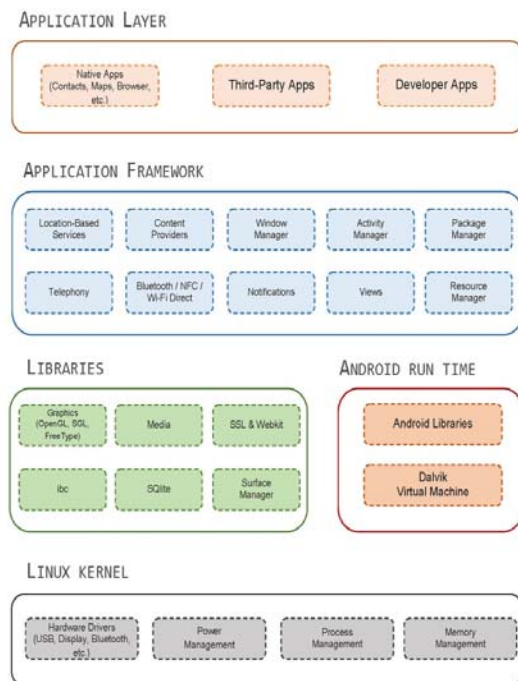 APPLICATION LAYER
Native Apps
(Contacts, Maps, Browser,
etc.)
Third-Party Apps
Developer Apps
APPLICATION FRAMEWORK
Location-Based
Services
Content
Providers
Window
Manager
Activity
Manager
Package
Manager
Telephony
Bluetooth / NFC /
Wi-Fi Direct
Notifications
Views
Resource
Manager
LIBRARIES
Graphics
(OpenGL, SGL,
FreeType)
Media
SSL & Webkit
ibc
SQlite
Surface
Manager
ANDROID RUN TIME
Android Libraries
Dalvik
Virtual Machine
LINUX KERNEL
Hardware Drivers
(USB, Display, Bluetooth,
etc.)
Power
Management
Process
Management
Memory
Management